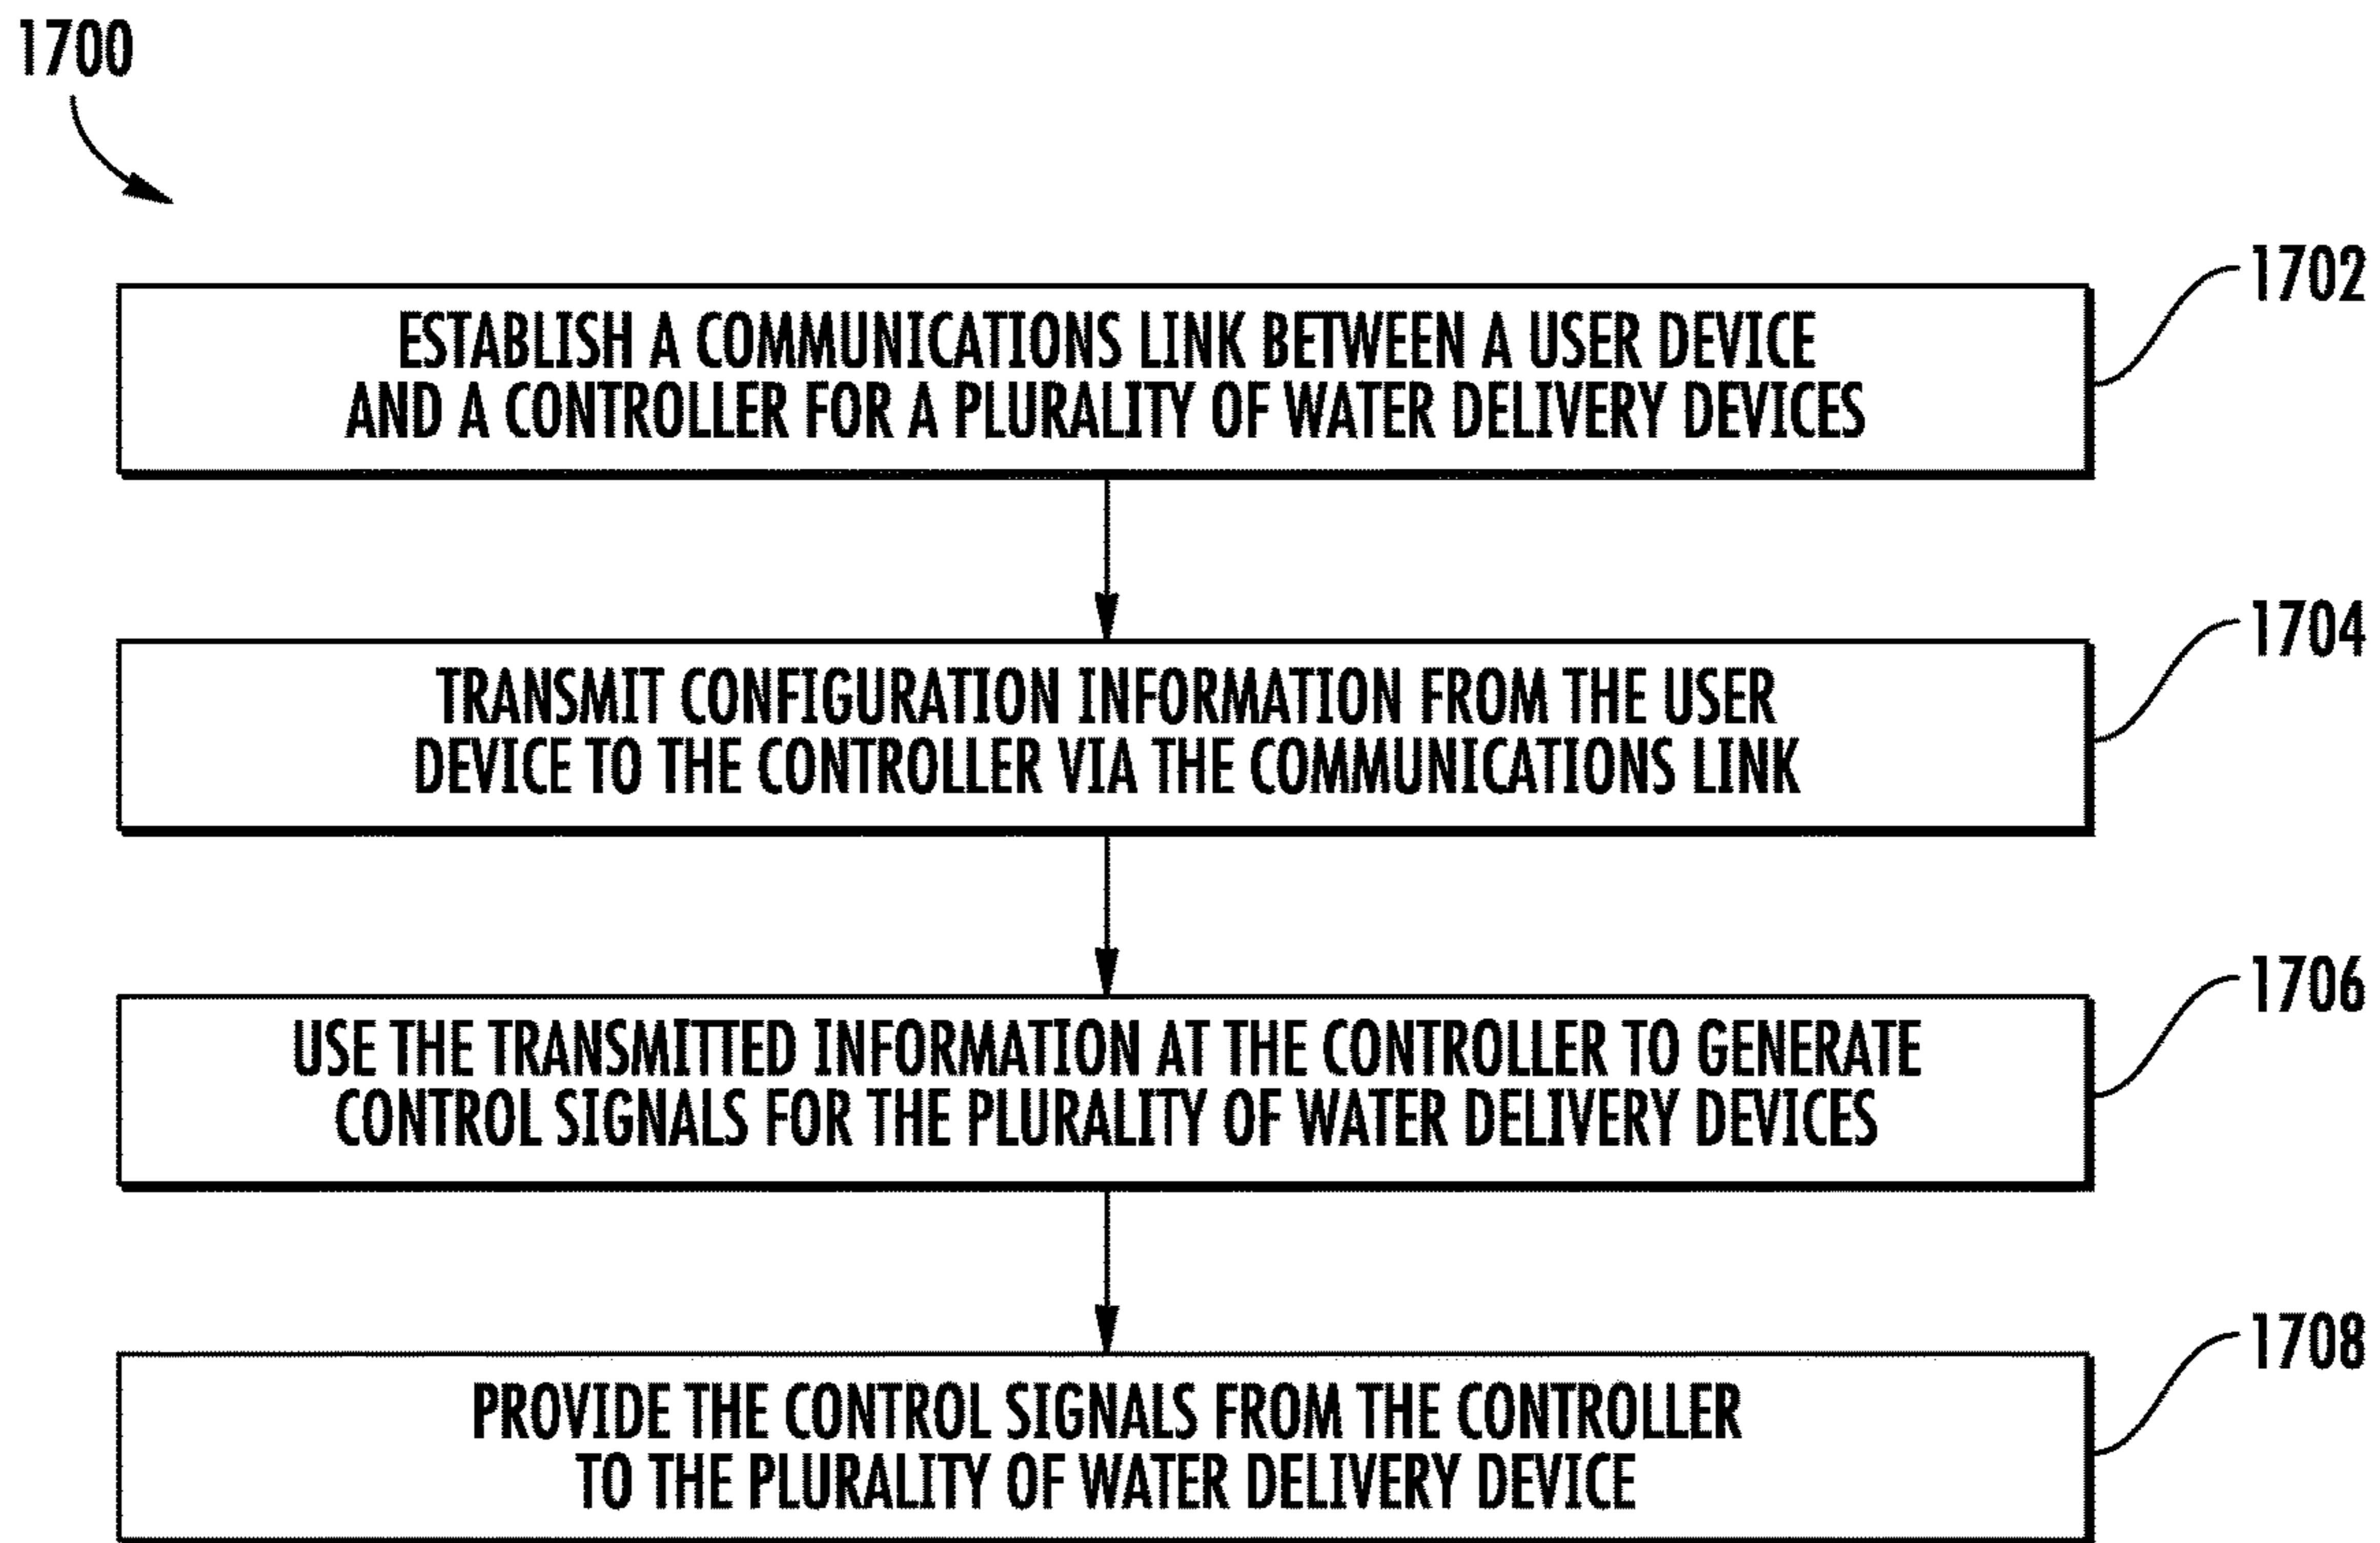 1700
1702
ESTABLISH A COMMUNICATIONS LINK BETWEEN A USER DEVICE
AND A CONTROLLER FOR A PLURALITY OF WATER DELIVERY DEVICES
1704
TRANSMIT CONFIGURATION INFORMATION FROM THE USER
DEVICE TO THE CONTROLLER VIA THE COMMUNICATIONS LINK
1706
USE THE TRANSMITTED INFORMATION AT THE CONTROLLER TO GENERATE
CONTROL SIGNALS FOR THE PLURALITY OF WATER DELIVERY DEVICES
1708
PROVIDE THE CONTROL SIGNALS FROM THE CONTROLLER
TO THE PLURALITY OF WATER DELIVERY DEVICE